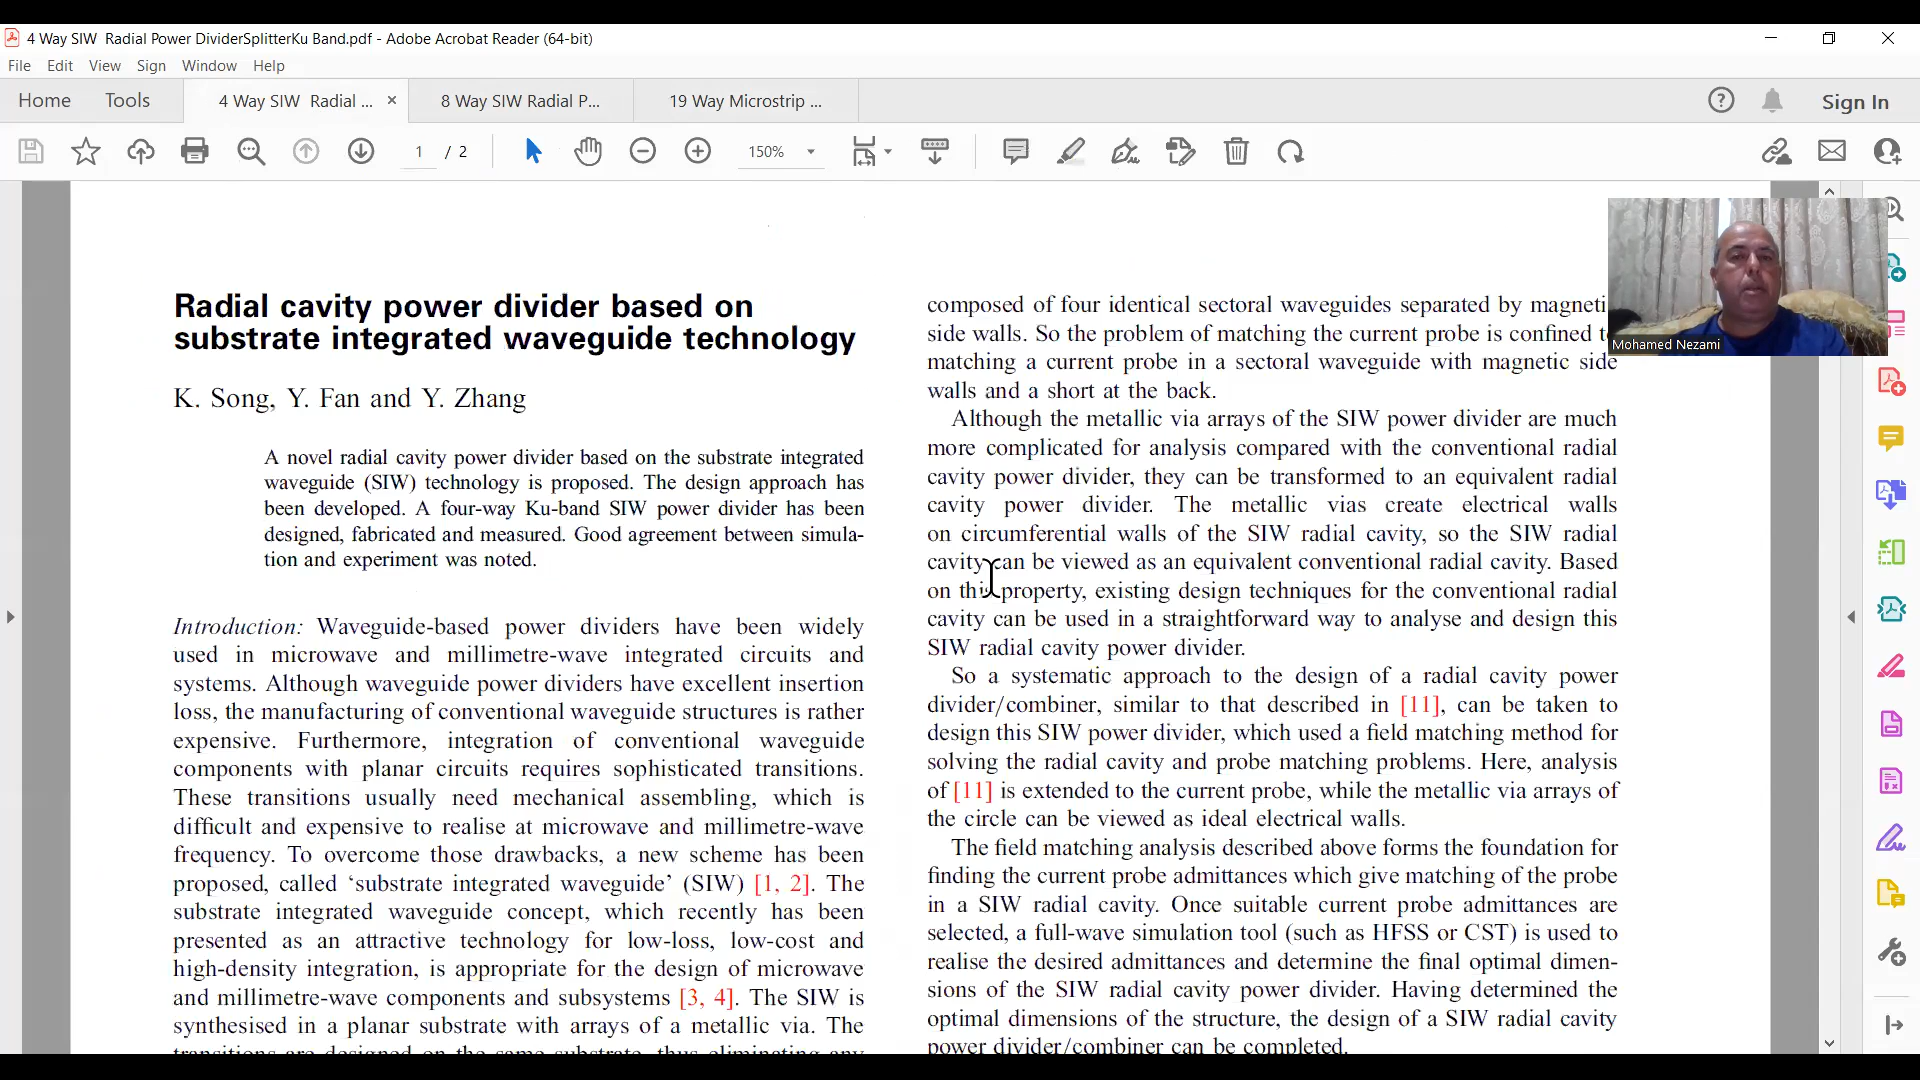 4 Way SIW  Radial Power DividerSplitterKu Band.pdf - Adobe Acrobat Reader (64-bit)
File Edit View Sign Window Help
Home Tools 4 Way SIW  Radial ... × 8 Way SIW Radial P... 19 Way Microstrip ... Sign In
1 / 2 150%
Radial cavity power divider based on
substrate integrated waveguide technology
K. Song, Y. Fan and Y. Zhang
A novel radial cavity power divider based on the substrate integrated
waveguide (SIW) technology is proposed. The design approach has
been developed. A four-way Ku-band SIW power divider has been
designed, fabricated and measured. Good agreement between simula-
tion and experiment was noted.
Introduction: Waveguide-based power dividers have been widely
used in microwave and millimetre-wave integrated circuits and
systems. Although waveguide power dividers have excellent insertion
loss, the manufacturing of conventional waveguide structures is rather
expensive. Furthermore, integration of conventional waveguide
components with planar circuits requires sophisticated transitions.
These transitions usually need mechanical assembling, which is
difficult and expensive to realise at microwave and millimetre-wave
frequency. To overcome those drawbacks, a new scheme has been
proposed, called ‘substrate integrated waveguide’ (SIW) [1, 2]. The
substrate integrated waveguide concept, which recently has been
presented as an attractive technology for low-loss, low-cost and
high-density integration, is appropriate for the design of microwave
and millimetre-wave components and subsystems [3, 4]. The SIW is
synthesised in a planar substrate with arrays of a metallic via. The
transitions are designed on the same substrate, thus eliminating any
composed of four identical sectoral waveguides separated by magneti
side walls. So the problem of matching the current probe is confined t
matching a current probe in a sectoral waveguide with magnetic side
walls and a short at the back.
Although the metallic via arrays of the SIW power divider are much
more complicated for analysis compared with the conventional radial
cavity power divider, they can be transformed to an equivalent radial
cavity power divider. The metallic vias create electrical walls
on circumferential walls of the SIW radial cavity, so the SIW radial
cavity can be viewed as an equivalent conventional radial cavity. Based
on this property, existing design techniques for the conventional radial
cavity can be used in a straightforward way to analyse and design this
SIW radial cavity power divider.
So a systematic approach to the design of a radial cavity power
divider/combiner, similar to that described in [11], can be taken to
design this SIW power divider, which used a field matching method for
solving the radial cavity and probe matching problems. Here, analysis
of [11] is extended to the current probe, while the metallic via arrays of
the circle can be viewed as ideal electrical walls.
The field matching analysis described above forms the foundation for
finding the current probe admittances which give matching of the probe
in a SIW radial cavity. Once suitable current probe admittances are
selected, a full-wave simulation tool (such as HFSS or CST) is used to
realise the desired admittances and determine the final optimal dimen-
sions of the SIW radial cavity power divider. Having determined the
optimal dimensions of the structure, the design of a SIW radial cavity
power divider/combiner can be completed.
Mohamed Nezami